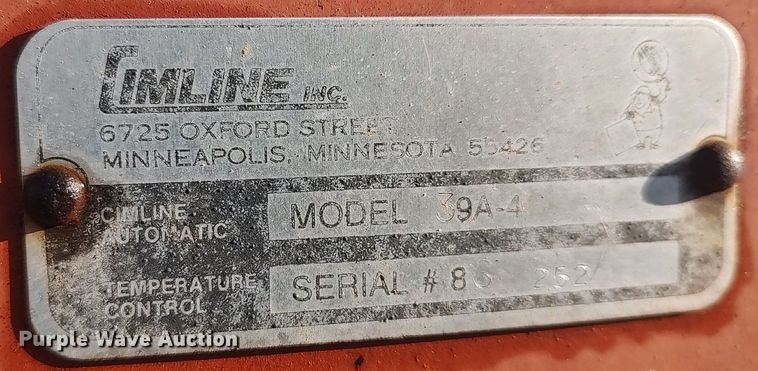 CIMLINE INC.
6725 OXFORD STREET
MINNEAPOLIS, MINNESOTA 55426
CIMLINE
AUTOMATIC
MODEL 39A-4
TEMPERATURE
CONTROL
SERIAL # 
Purple Wave Auction